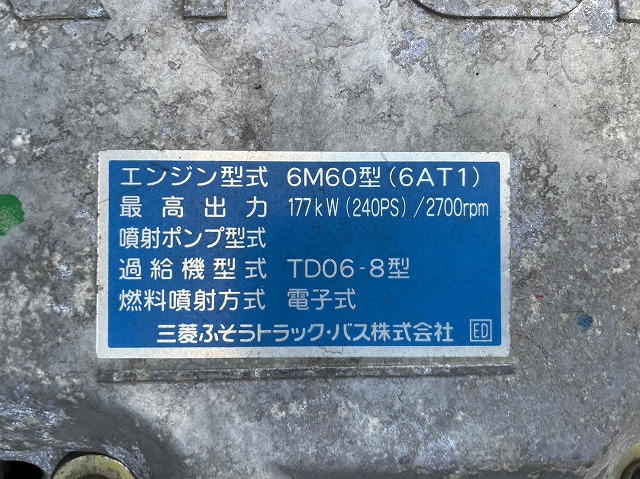 エンジン型式 6M60型(6AT1)
最高出力 177kW(240PS)/2700rpm
噴射ポンプ型式
過給機型式 TD06-8型
燃料噴射方式 電子式
三菱ふそうトラック・バス株式会社 ED